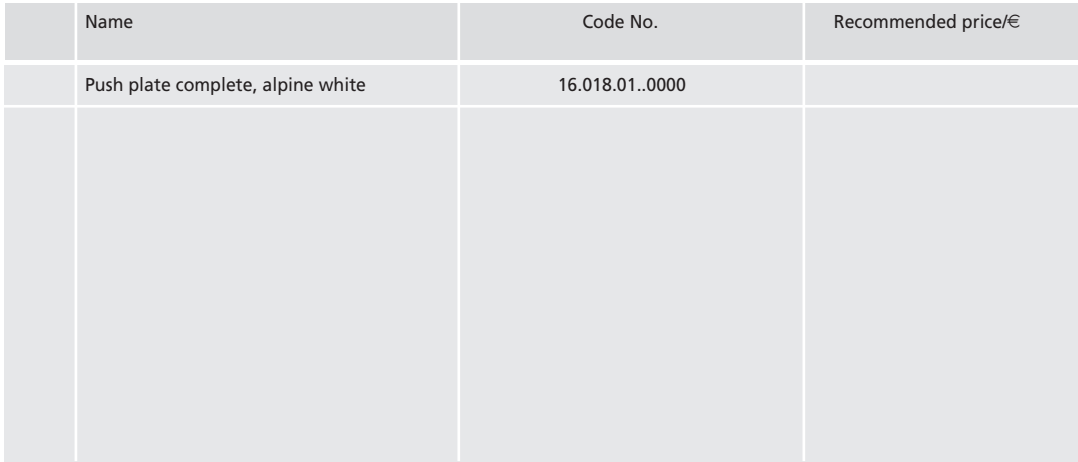 Name Code No. Recommended price/€
Push plate complete, alpine white 16.018.01..0000